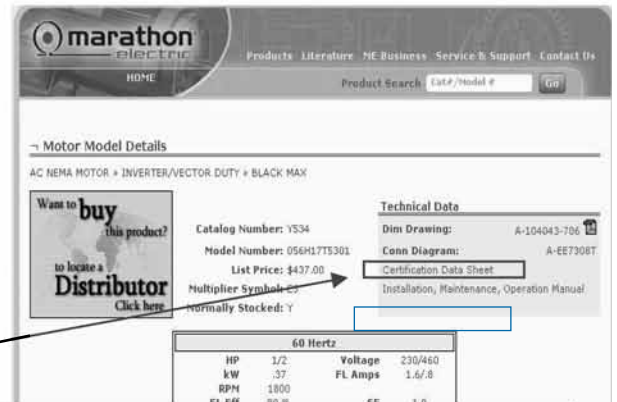 marathon
electric
Products Literature ME Business Service & Support Contact Us
HOME
Product Search Cat#/Model # Go
¬ Motor Model Details
AC NEMA MOTOR » INVERTER/VECTOR DUTY » BLACK MAX
Want to buy
this product?
to locate a
Distributor
Click here
Catalog Number: Y534
Model Number: 056H17T5301
List Price: $437.00
Multiplier Symbol:
Normally Stocked: Y
Technical Data
Dim Drawing: A-104043-706
Conn Diagram: A-EE7308T
Certification Data Sheet
Installation, Maintenance, Operation Manual
60 Hertz
HP 1/2 Voltage 230/460
kW .37 FL Amps 1.6/.8
RPM 1800